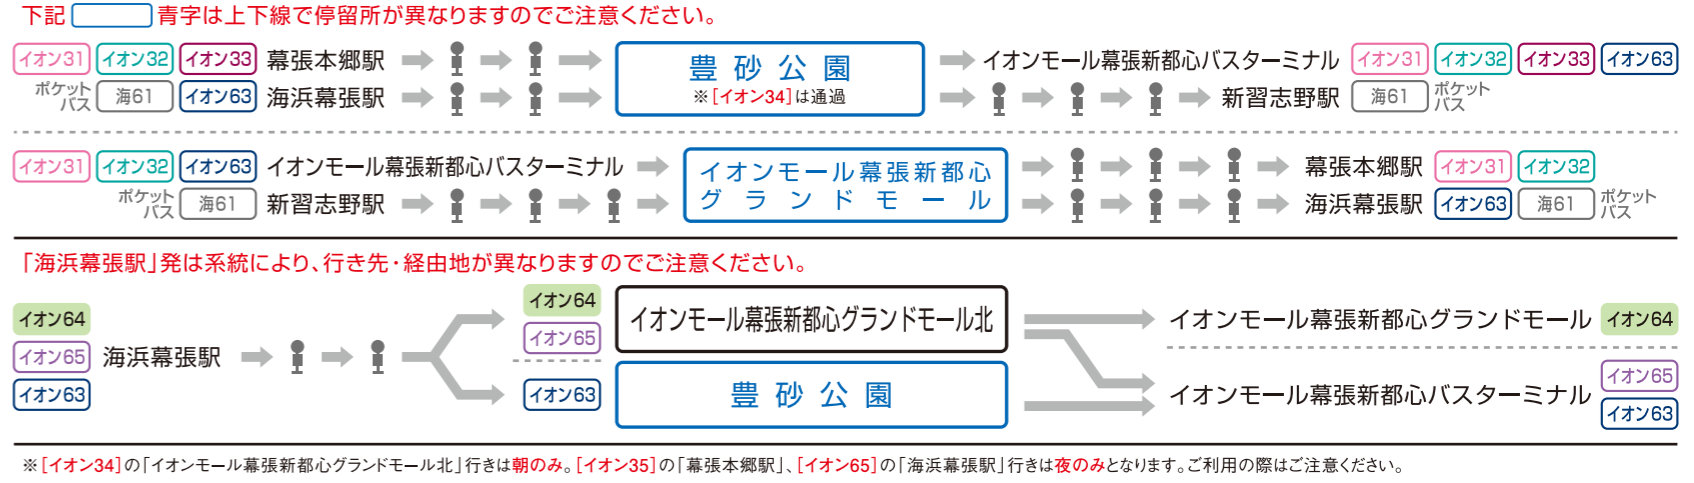 下記 青字は上下線で停留所が異なりますのでご注意ください。
イオン31 イオン32 イオン33 幕張本郷駅 豊砂公園 イオンモール幕張新都心バスターミナル イオン31 イオン32 イオン33 イオン63
ポケットバス 海61 イオン63 海浜幕張駅 ※[イオン34]は通過 新習志野駅 海61 ポケットバス
イオン31 イオン32 イオン63 イオンモール幕張新都心バスターミナル イオンモール幕張新都心 幕張本郷駅 イオン31 イオン32
ポケットバス 海61 新習志野駅 グランドモール 海浜幕張駅 イオン63 海61 ポケットバス
「海浜幕張駅」発は系統により、行き先・経由地が異なりますのでご注意ください。
イオン64 イオン64 イオンモール幕張新都心グランドモール北 イオンモール幕張新都心グランドモール イオン64
イオン65 海浜幕張駅 イオン65
イオン63 イオン63 豊砂公園 イオンモール幕張新都心バスターミナル イオン65
イオン63
※[イオン34]の「イオンモール幕張新都心グランドモール北」行きは朝のみ。[イオン35]の「幕張本郷駅」、[イオン65]の「海浜幕張駅」行きは夜のみとなります。ご利用の際はご注意ください。